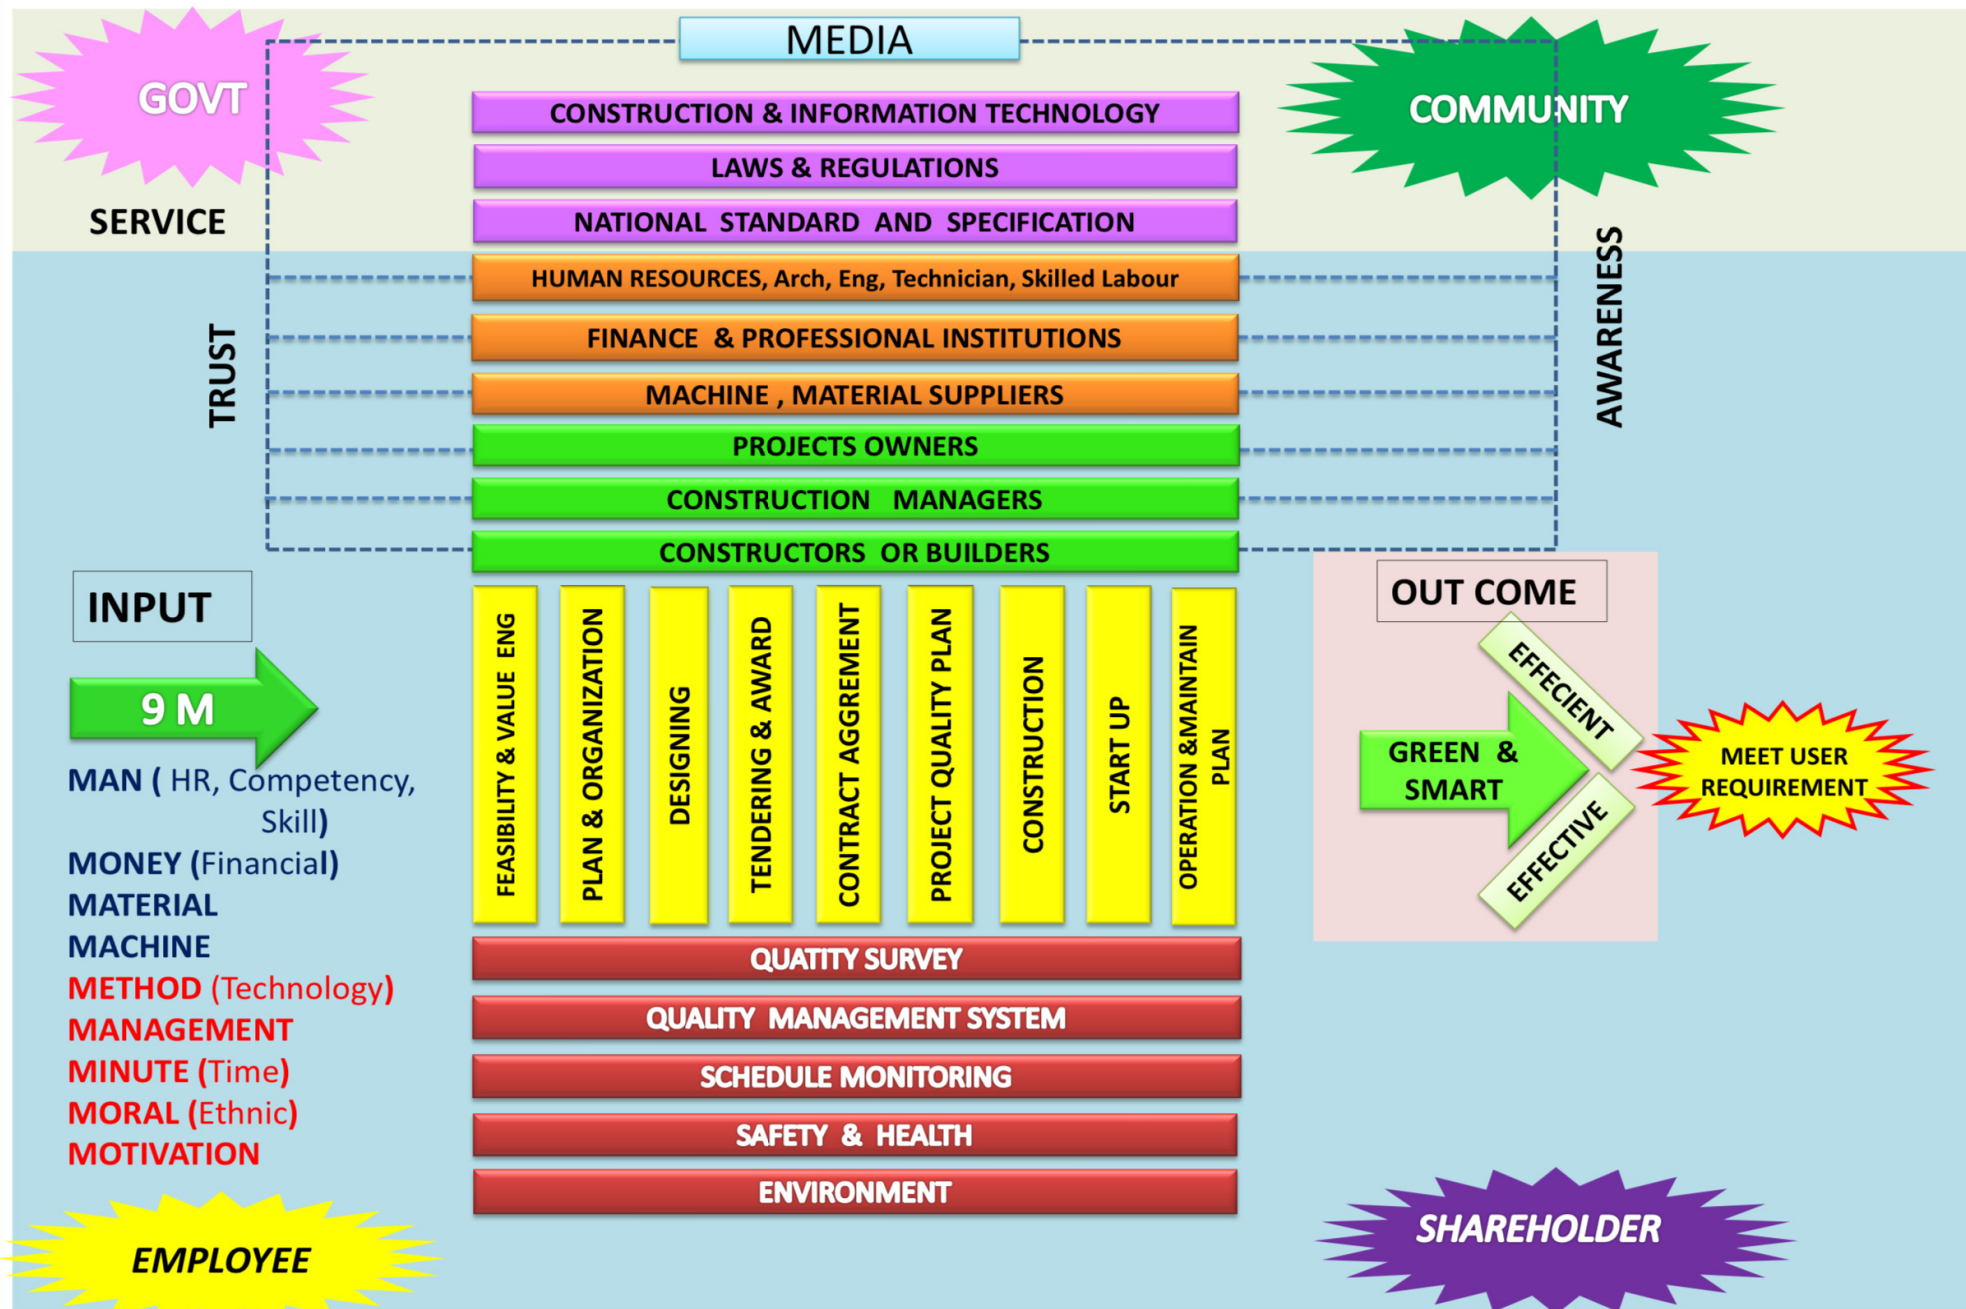 MEDIA
GOVT
COMMUNITY
CONSTRUCTION & INFORMATION TECHNOLOGY
LAWS & REGULATIONS
NATIONAL STANDARD AND SPECIFICATION
SERVICE
HUMAN RESOURCES, Arch, Eng, Technician, Skilled Labour
FINANCE & PROFESSIONAL INSTITUTIONS
MACHINE , MATERIAL SUPPLIERS
TRUST
AWARENESS
PROJECTS OWNERS
CONSTRUCTION MANAGERS
CONSTRUCTORS OR BUILDERS
INPUT
9 M
MAN ( HR, Competency,
Skill)
MONEY (Financial)
MATERIAL
MACHINE
METHOD (Technology)
MANAGEMENT
MINUTE (Time)
MORAL (Ethnic)
MOTIVATION
FEASIBILITY & VALUE ENG
PLAN & ORGANIZATION
DESIGNING
TENDERING & AWARD
CONTRACT AGGREMENT
PROJECT QUALITY PLAN
CONSTRUCTION
START UP
OPERATION &MAINTAIN
PLAN
OUT COME
EFFECIENT
GREEN &
SMART
EFFECTIVE
MEET USER
REQUIREMENT
QUATITY SURVEY
QUALITY MANAGEMENT SYSTEM
SCHEDULE MONITORING
SAFETY & HEALTH
ENVIRONMENT
EMPLOYEE
SHAREHOLDER